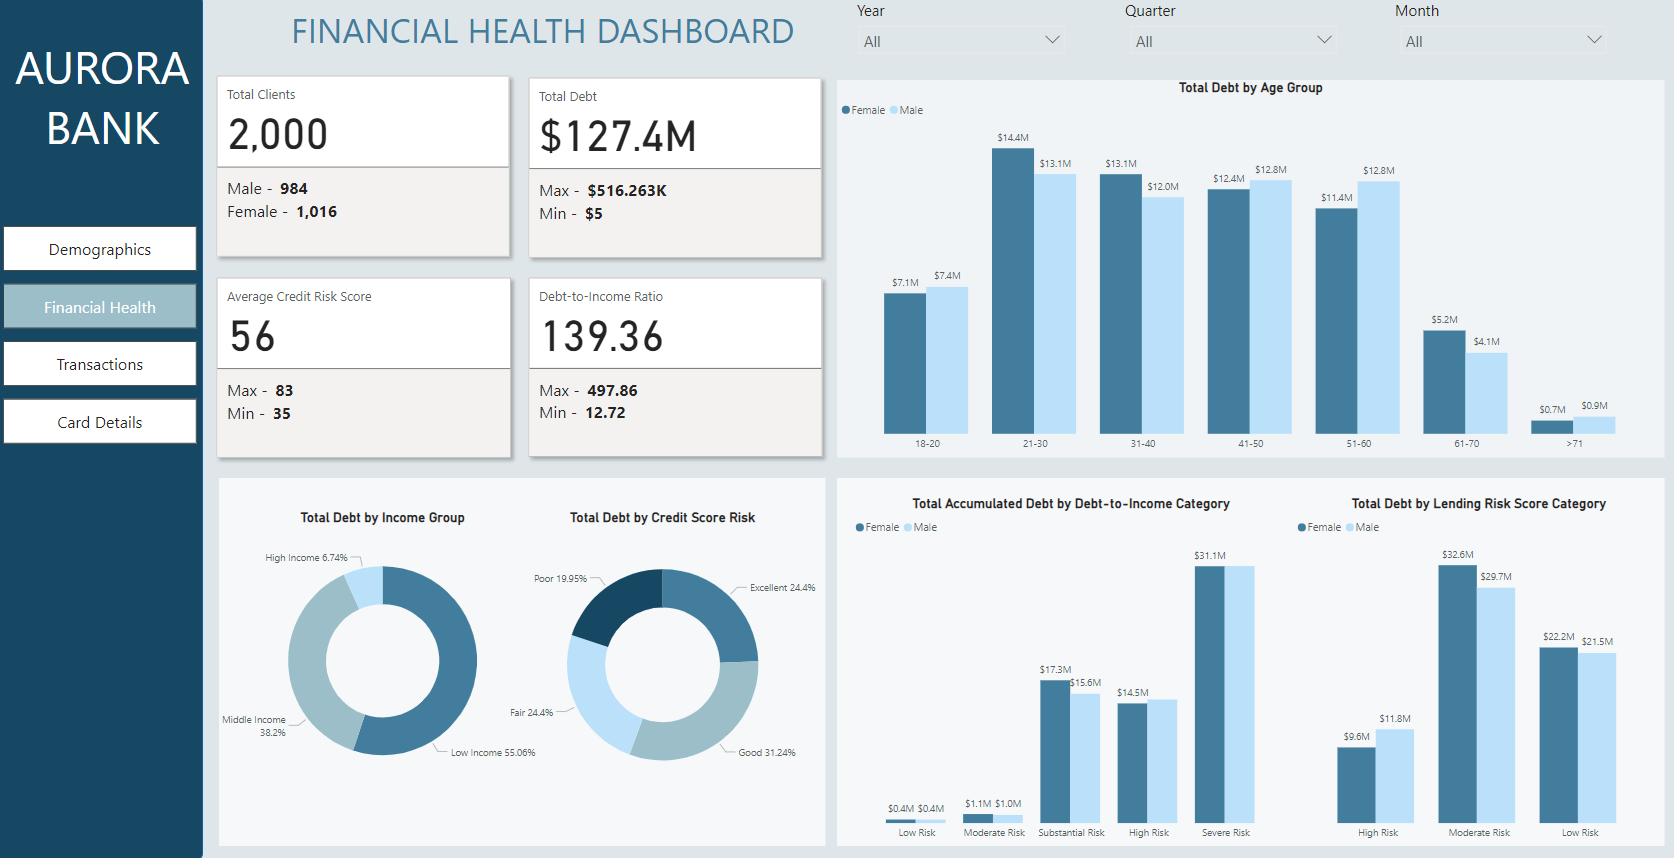 AURORA
BANK
Demographics
Financial Health
Transactions
Card Details
FINANCIAL HEALTH DASHBOARD
Year
All
Quarter
All
Month
All
Total Clients
2,000
Male - 984
Female - 1,016
Total Debt
$127.4M
Max - $516.263K
Min - $5
Average Credit Risk Score
56
Max - 83
Min - 35
Debt-to-Income Ratio
139.36
Max - 497.86
Min - 12.72
Total Debt by Age Group
Female Male
$7.1M $7.4M
$14.4M $13.1M
$13.1M $12.0M
$12.4M $12.8M
$11.4M $12.8M
$5.2M $4.1M
$0.7M $0.9M
18-20 21-30 31-40 41-50 51-60 61-70 >71
Total Debt by Income Group
High Income 6.74%
Middle Income
38.2%
Low Income 55.06%
Total Debt by Credit Score Risk
Poor 19.95%
Excellent 24.4%
Fair 24.4%
Good 31.24%
Total Accumulated Debt by Debt-to-Income Category
Female Male
$0.4M $0.4M
$1.1M $1.0M
$17.3M $15.6M
$14.5M
$31.1M
Low Risk Moderate Risk Substantial Risk High Risk Severe Risk
Total Debt by Lending Risk Score Category
Female Male
$9.6M $11.8M
$32.6M $29.7M
$22.2M $21.5M
High Risk Moderate Risk Low Risk